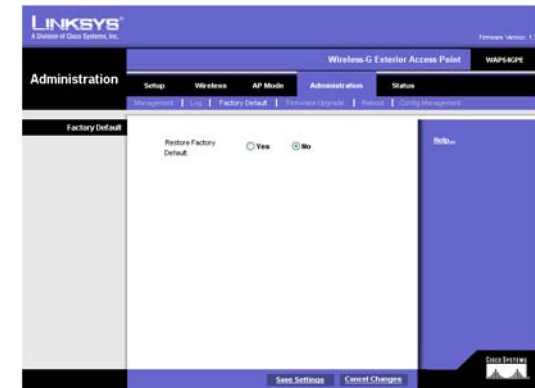 LINKSYS®
A Division of Cisco Systems, Inc.
Firmware Version: 1.
Wireless-G Exterior Access Point WAP54GPE
Administration
Setup Wireless AP Mode Administration Status
Management | Log | Factory Default | Firmware Upgrade | Reboot | Config Management
Factory Default
Restore Factory Default: Yes No
Help...
Save Settings Cancel Changes
CISCO SYSTEMS